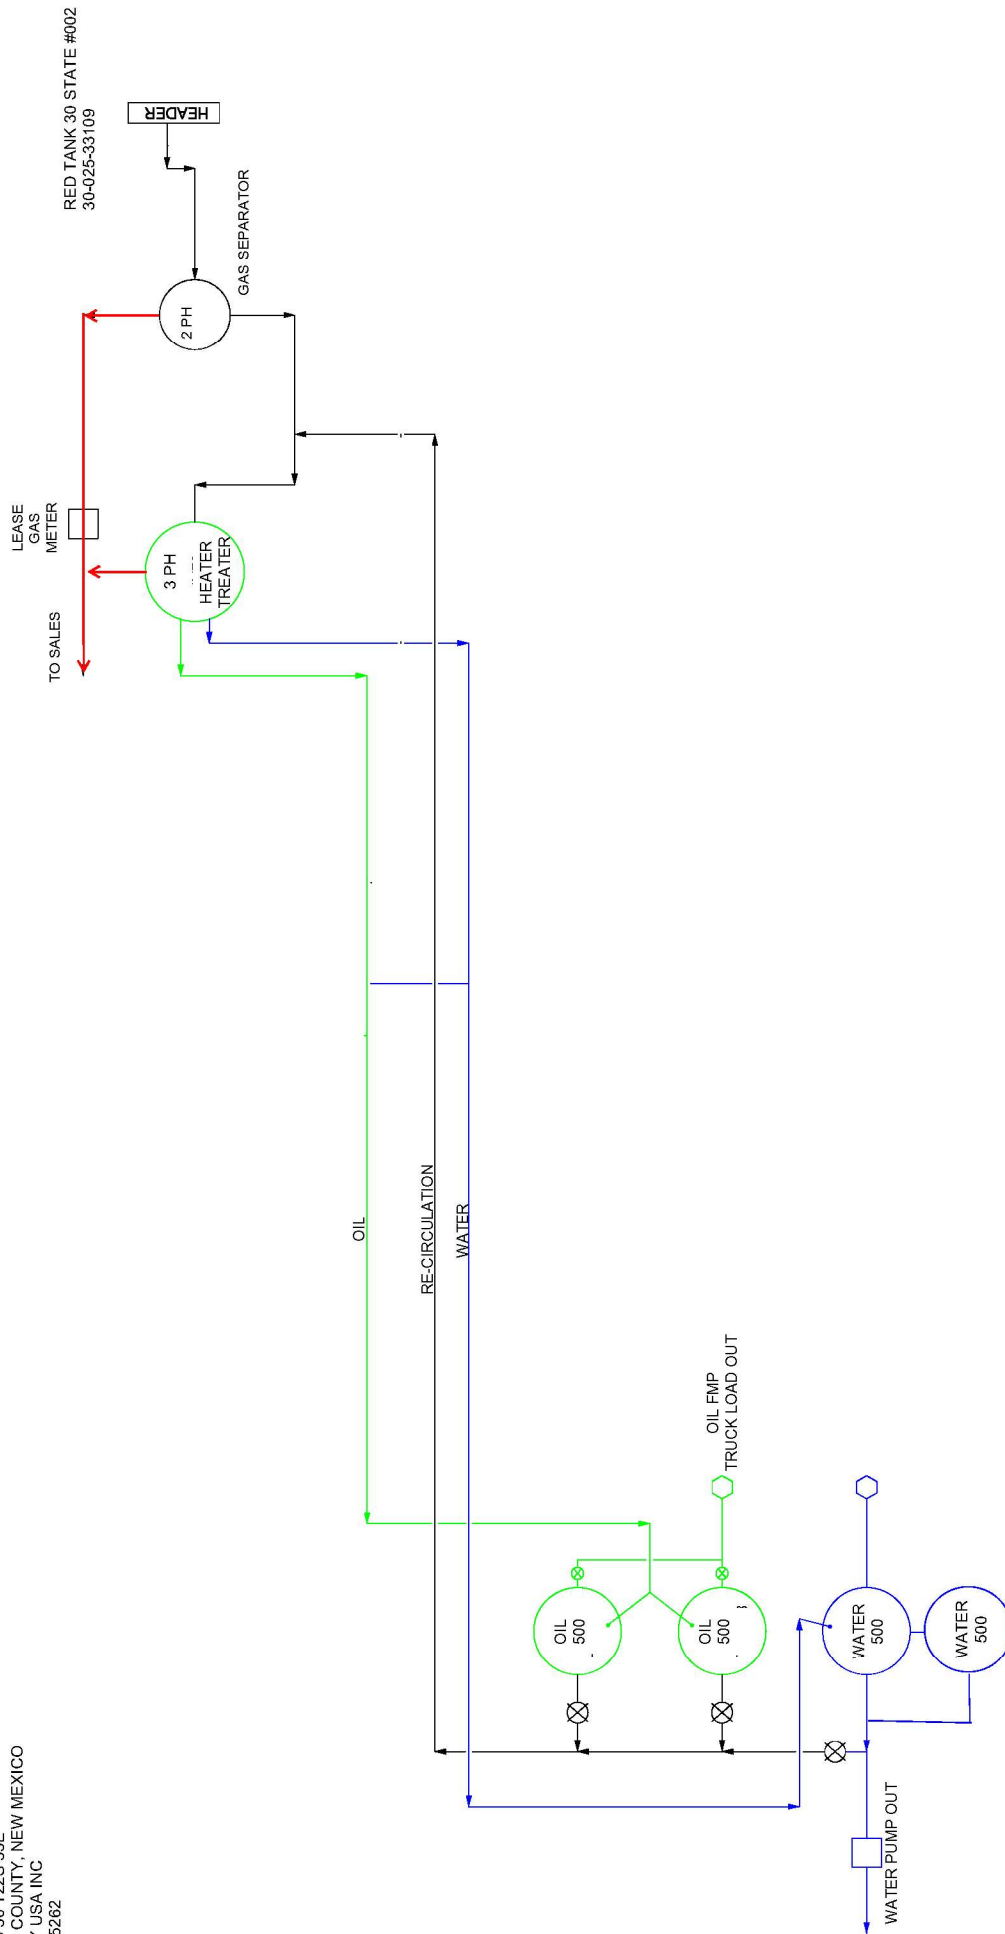 RED TANK 30 STATE #002
30-025-33109
HEADER
GAS SEPARATOR
2 PH
LEASE
GAS
METER
3 PH
HEATER
TREATER
TO SALES
OIL
RE-CIRCULATION
WATER
OIL FMP
TRUCK LOAD OUT
OIL
500
OIL
500
WATER
500
WATER
500
WATER PUMP OUT
COUNTY, NEW MEXICO
USA INC
5262